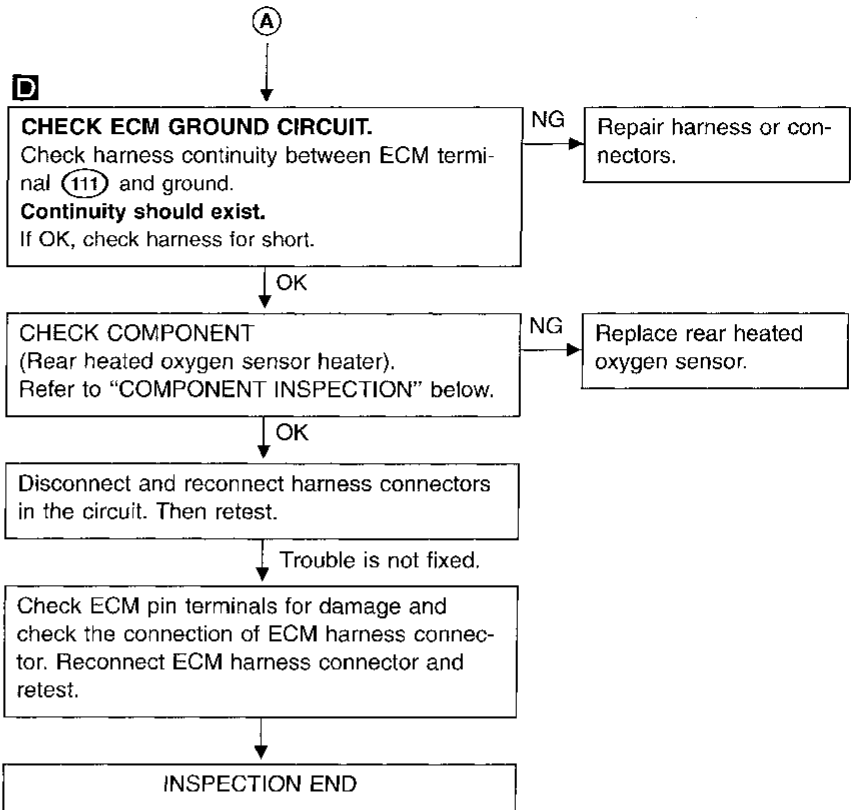 A
D
CHECK ECM GROUND CIRCUIT.
Check harness continuity between ECM termi-
nal 111 and ground.
Continuity should exist.
If OK, check harness for short.
NG
Repair harness or con-
nectors.
OK
CHECK COMPONENT
(Rear heated oxygen sensor heater).
Refer to “COMPONENT INSPECTION” below.
NG
Replace rear heated
oxygen sensor.
OK
Disconnect and reconnect harness connectors
in the circuit. Then retest.
Trouble is not fixed.
Check ECM pin terminals for damage and
check the connection of ECM harness connec-
tor. Reconnect ECM harness connector and
retest.
INSPECTION END